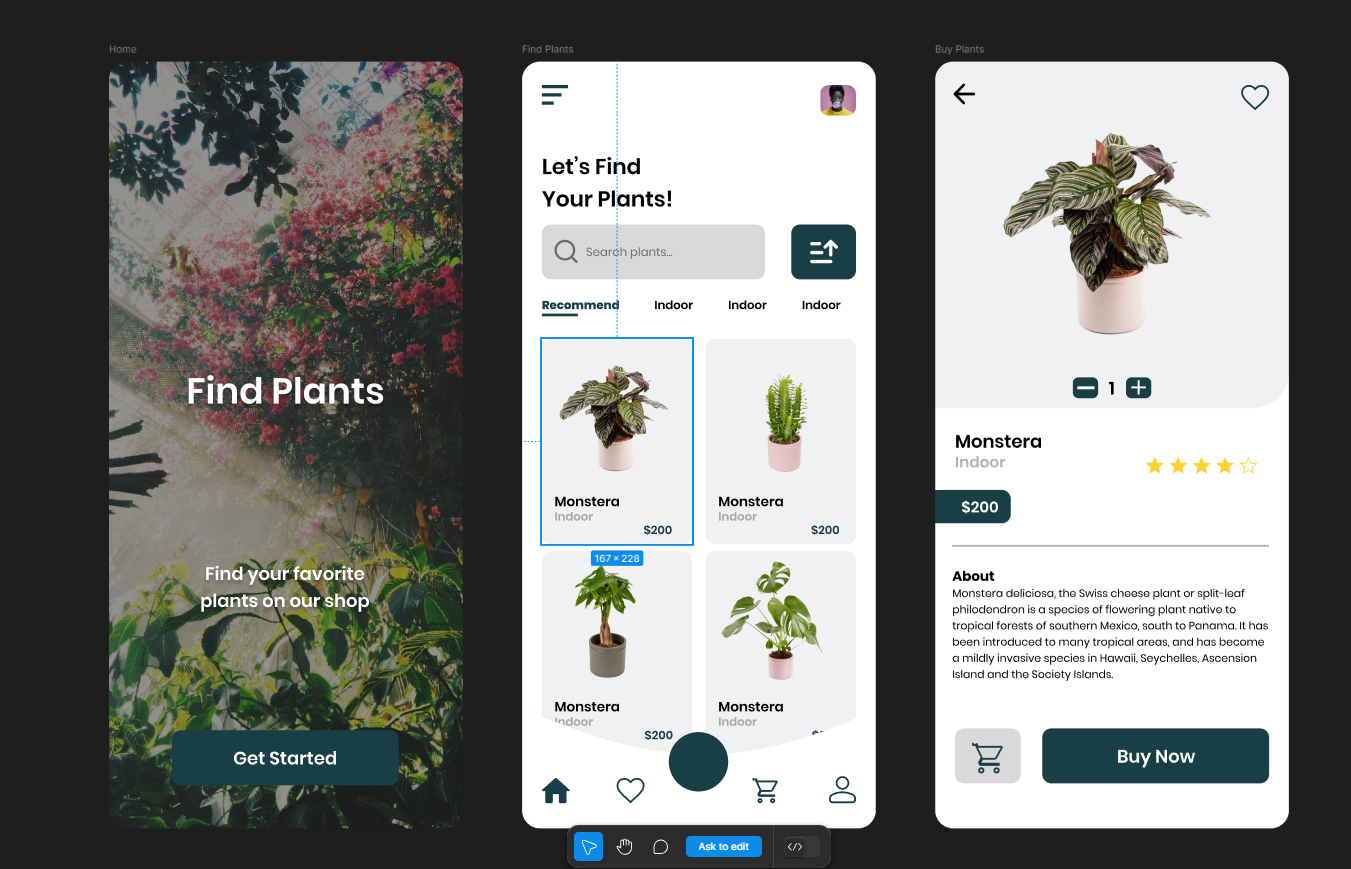 Home
Find Plants
Find your favorite
plants on our shop
Get Started
Find Plants
Let's Find
Your Plants!
Search plants...
Recommend Indoor Indoor Indoor
Monstera
Indoor
$200
Monstera
Indoor
$200
167 × 228
Monstera
Indoor
$200
Monstera
Indoor
Buy Plants
1
Monstera
Indoor
$200
About
Monstera deliciosa, the Swiss cheese plant or split-leaf
philodendron is a species of flowering plant native to
tropical forests of southern Mexico, south to Panama. It has
been introduced to many tropical areas, and has become
a mildly invasive species in Hawaii, Seychelles, Ascension
Island and the Society Islands.
Buy Now
Ask to edit